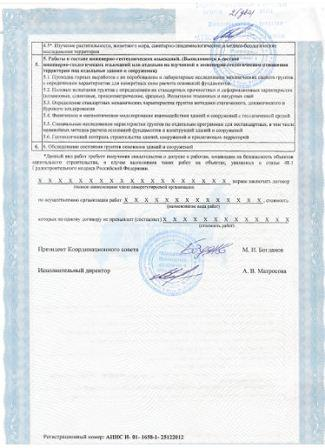 4.5*. Изучение растительности, животного мира, санитарно-эпидемиологические и медико-биологические
исследования территории
5. Работы в составе инженерно-геотехнических изысканий. (Выполняются в составе
инженерно-геологических изысканий или отдельно на изученной в инженерно-геологическом отношении
территории под отдельные здания и сооружения)
5.1. Проходка горных выработок с их опробованием и лабораторные исследования механических свойств грунтов
с определением характеристик для конкретных схем расчета оснований фундаментов
5.2. Полевые испытания грунтов с определением их стандартных прочностных и деформационных характеристик
(штамповые, сдвиговые, прессиометрические, срезные). Испытания эталонных и натурных свай
5.3. Определение стандартных механических характеристик грунтов методами статического, динамического и
бурового зондирования
5.4. Физическое и математическое моделирование взаимодействия зданий и сооружений с геологической средой
5.5. Специальные исследования характеристик грунтов по отдельным программам для нестандартных, в том числе
нелинейных методов расчета оснований фундаментов и конструкций зданий и сооружений
5.6. Геотехнический контроль строительства зданий, сооружений и прилегающих территорий
6. 6. Обследование состояния грунтов основания зданий и сооружений
*Данный вид работ требует получения свидетельства о допуске к работам, влияющим на безопасность объектов
капитального строительства, в случае выполнения таких работ на объектах, указанных в статье 48.1
Градостроительного кодекса Российской Федерации.
вправе заключать договор
(полное наименование члена саморегулируемой организации)
по осуществлению организации работ
, стоимость
(наименование вида работ)
которых по одному договору не превышает (составляет)
(стоимость работ)
Президент Координационного совета М. И. Богданов
Исполнительный директор А. В. Матросова
Регистрационный номер: АИИС И- 01- 1658-1- 25122012